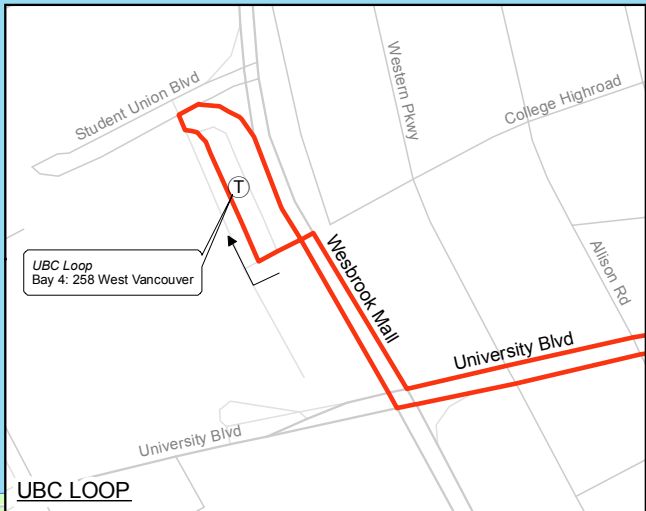 Student Union Blvd
Western Pkwy
College Highroad
T
UBC Loop
Bay 4: 258 West Vancouver
Wesbrook Mall
Allison Rd
University Blvd
University Blvd
UBC LOOP